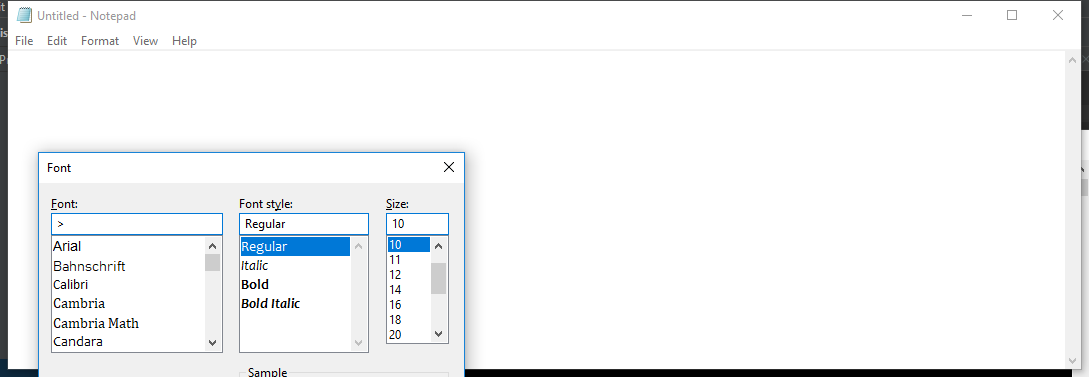 Untitled - Notepad
File Edit Format View Help
Font
Font: Font style: Size:
> Regular 10
Arial Regular 10
Bahnschrift Italic 11
Calibri Bold 12
Cambria Bold Italic 14
Cambria Math 16
Candara 18
20
Sample